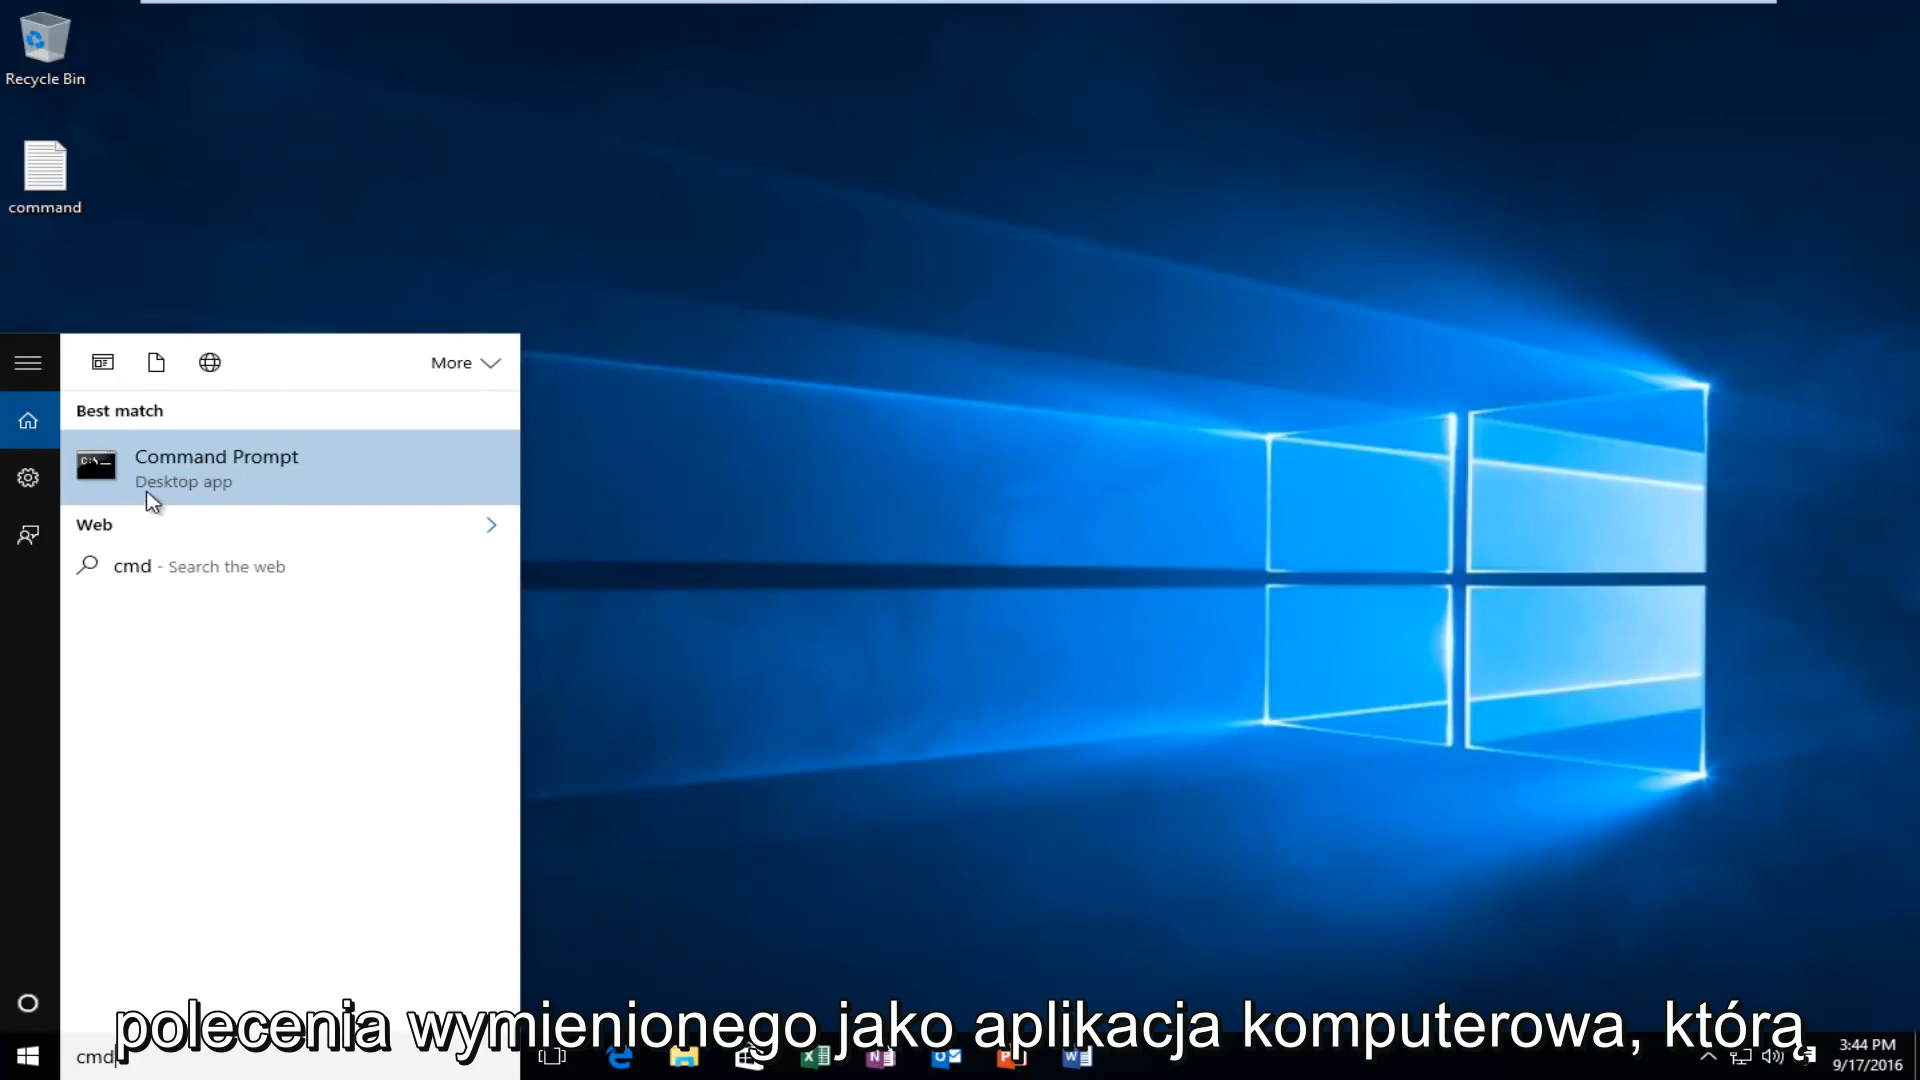 Recycle Bin
command
More
Best match
Command Prompt
Desktop app
Web
cmd - Search the web
polecenia wymienionego jako aplikacja komputerowa, która
cmd
3:44 PM
9/17/2016